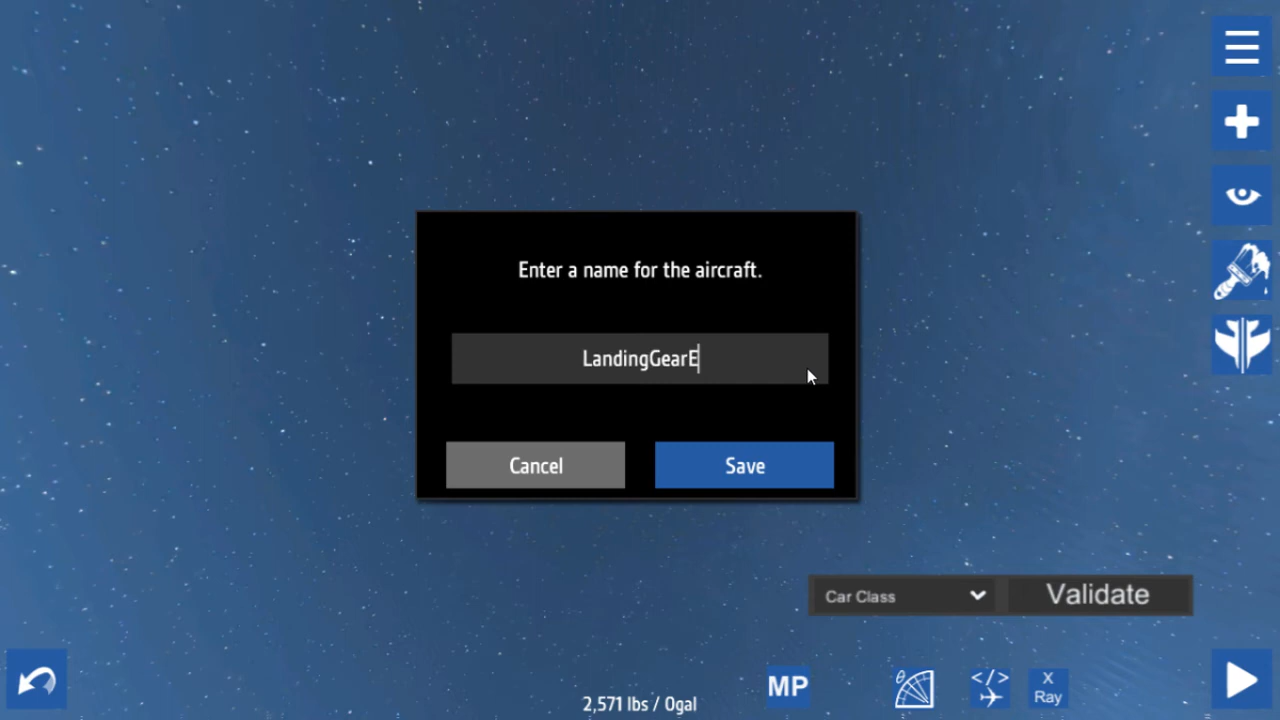 Enter a name for the aircraft.
LandingGearE
Cancel
Save
Car Class
Validate
MP
</>
X
Ray
2,571 lbs / 0gal